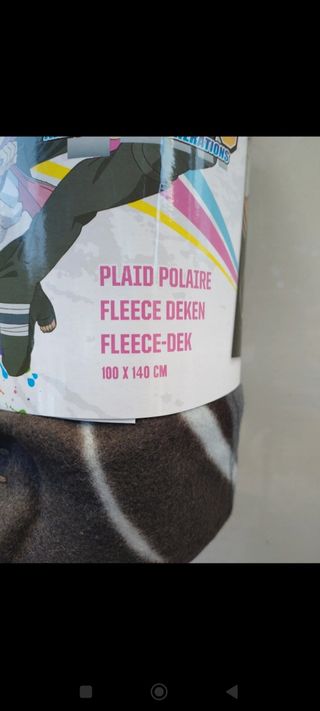 PLAID POLAIRE
FLEECE DEKEN
FLEECE-DEK
100 X 140 CM